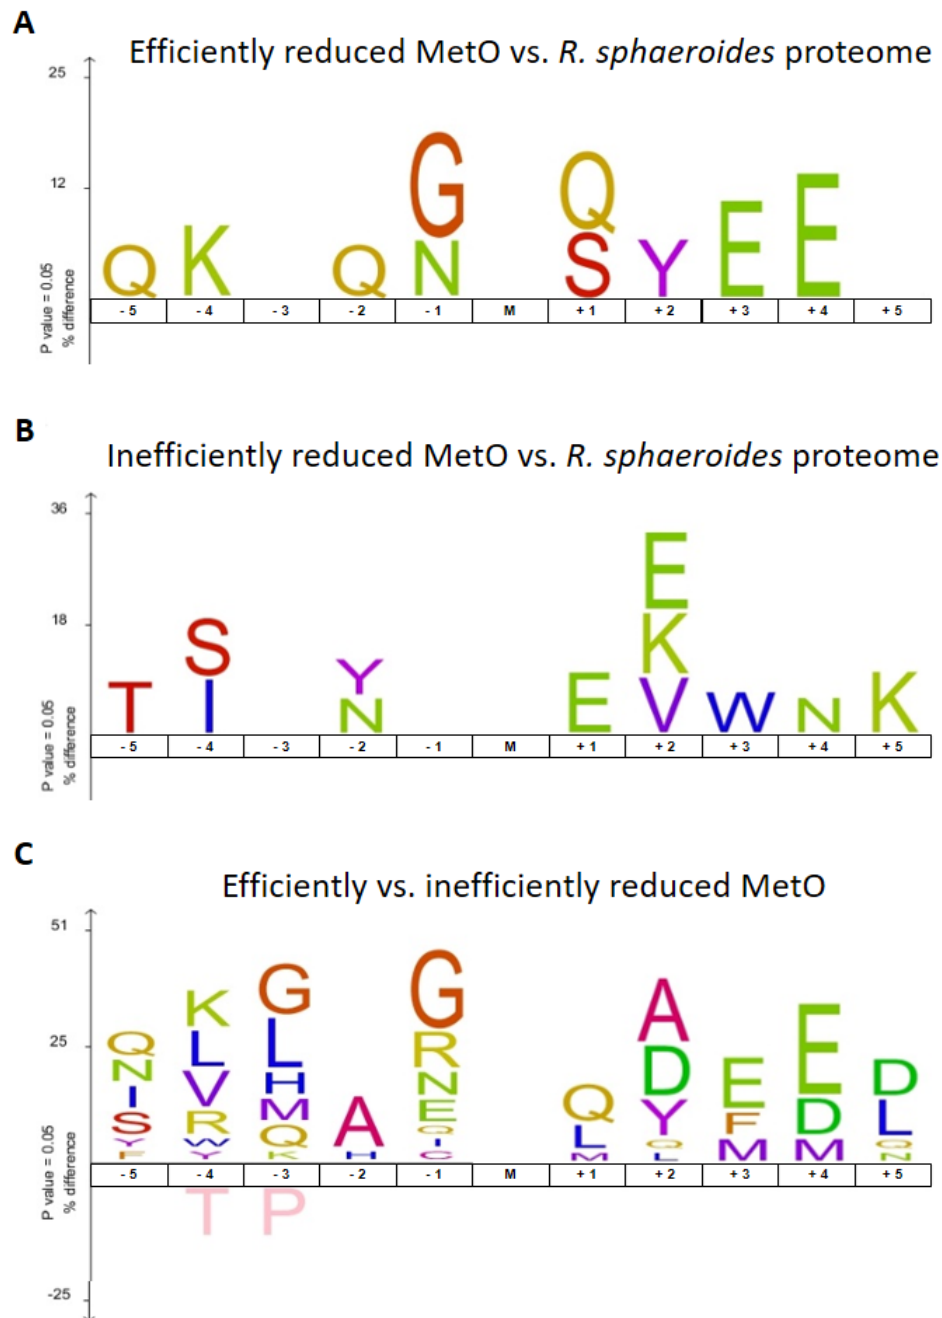 A
Efficiently reduced MetO vs. R. sphaeroides proteome
25
12
P value = 0.05
% difference
G
Q
Q K Q N S Y E E
- 5 - 4 - 3 - 2 - 1 M + 1 + 2 + 3 + 4 + 5
B
Inefficiently reduced MetO vs. R. sphaeroides proteome
36
18
P value = 0.05
% difference
E
S Y K
T I N E V W N K
- 5 - 4 - 3 - 2 - 1 M + 1 + 2 + 3 + 4 + 5
C
Efficiently vs. inefficiently reduced MetO
51
25
P value = 0.05
% difference
Q N I S Y F
K L V R W Y
G L H M Q K
A H
G R N E Q I C
Q L M
A D Y Q L
E F M
E D M
D L Q N
- 5 - 4 - 3 - 2 - 1 M + 1 + 2 + 3 + 4 + 5
T P
-25